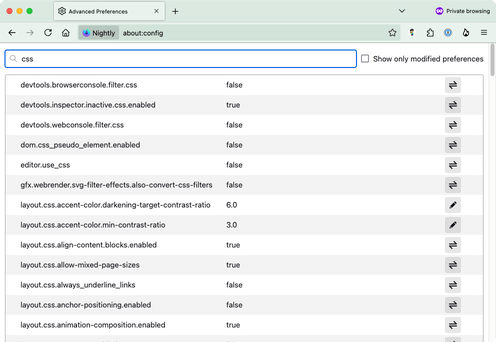 Advanced Preferences
Private browsing
Nightly about:config
css
Show only modified preferences
devtools.browserconsole.filter.css false
devtools.inspector.inactive.css.enabled true
devtools.webconsole.filter.css false
dom.css_pseudo_element.enabled false
editor.use_css false
gfx.webrender.svg-filter-effects.also-convert-css-filters false
layout.css.accent-color.darkening-target-contrast-ratio 6.0
layout.css.accent-color.min-contrast-ratio 3.0
layout.css.align-content.blocks.enabled true
layout.css.allow-mixed-page-sizes true
layout.css.always_underline_links false
layout.css.anchor-positioning.enabled false
layout.css.animation-composition.enabled true